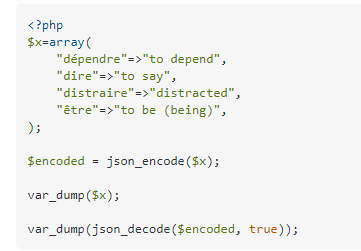 <?php
$x=array(
    "dépendre"=>"to depend",
    "dire"=>"to say",
    "distraire"=>"distracted",
    "être"=>"to be (being)",
);
$encoded = json_encode($x);
var_dump($x);
var_dump(json_decode($encoded, true));